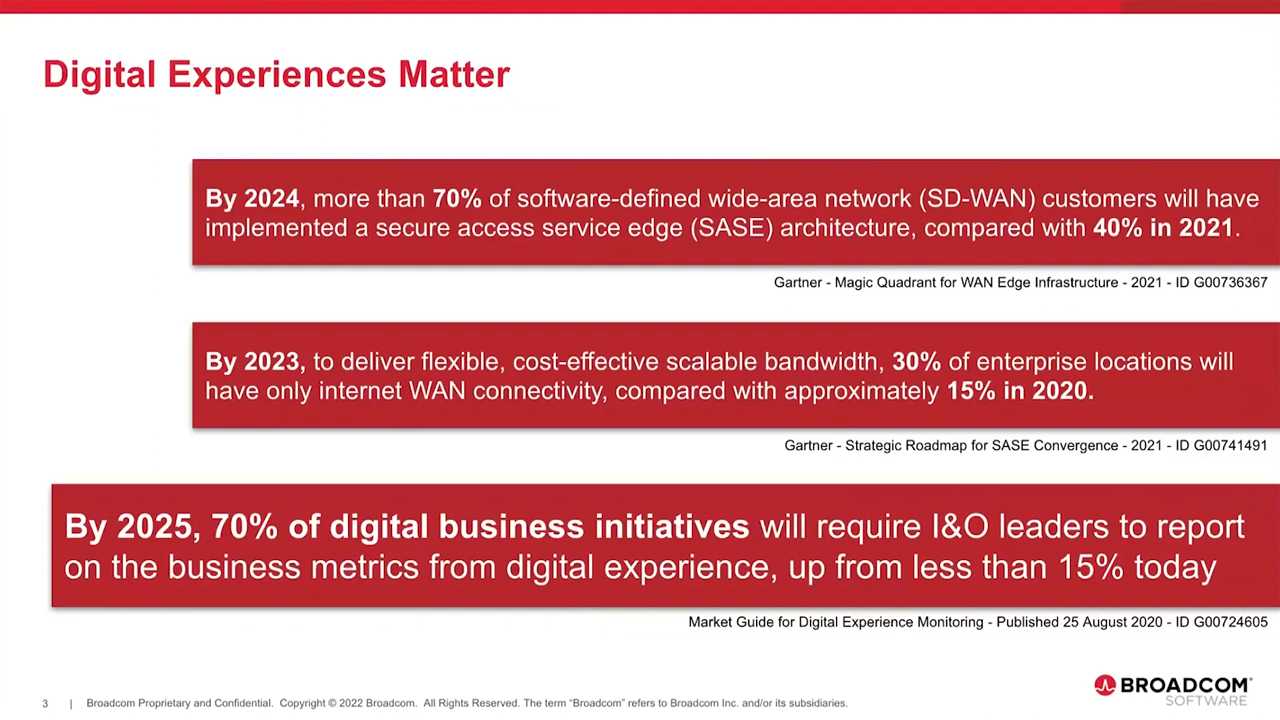 Digital Experiences Matter
By 2024, more than 70% of software-defined wide-area network (SD-WAN) customers will have
implemented a secure access service edge (SASE) architecture, compared with 40% in 2021.
Gartner - Magic Quadrant for WAN Edge Infrastructure - 2021 - ID G00736367
By 2023, to deliver flexible, cost-effective scalable bandwidth, 30% of enterprise locations will
have only internet WAN connectivity, compared with approximately 15% in 2020.
Gartner - Strategic Roadmap for SASE Convergence - 2021 - ID G00741491
By 2025, 70% of digital business initiatives will require I&O leaders to report
on the business metrics from digital experience, up from less than 15% today
Market Guide for Digital Experience Monitoring - Published 25 August 2020 - ID G00724605
3 | Broadcom Proprietary and Confidential. Copyright © 2022 Broadcom. All Rights Reserved. The term “Broadcom” refers to Broadcom Inc. and/or its subsidiaries.
BROADCOM®
SOFTWARE